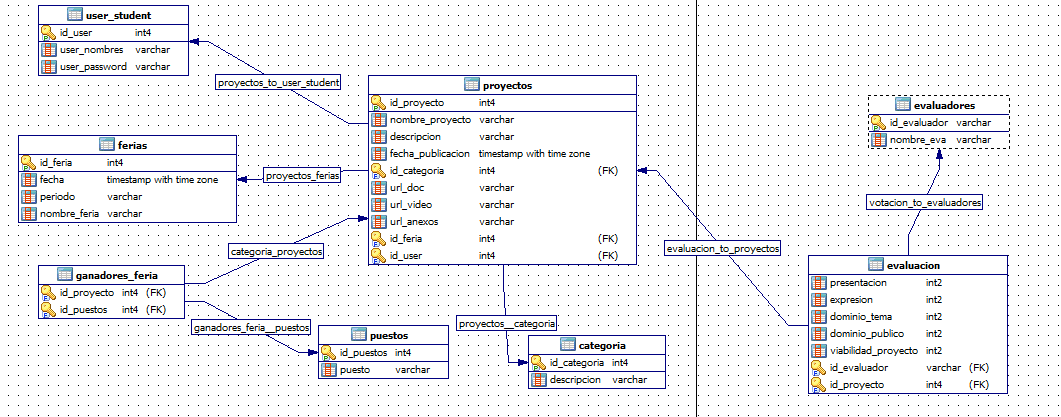 user_student
id_user int4
user_nombres varchar
user_password varchar
proyectos_to_user_student
proyectos
id_proyecto int4
nombre_proyecto varchar
descripcion varchar
fecha_publicacion timestamp with time zone
id_categoria int4 (FK)
url_doc varchar
url_video varchar
url_anexos varchar
id_feria int4 (FK)
id_user int4 (FK)
evaluadores
id_evaluador varchar
nombre_eva varchar
ferias
id_feria int4
fecha timestamp with time zone
periodo varchar
nombre_feria varchar
proyectos_ferias
votacion_to_evaluadores
categoria_proyectos
evaluacion_to_proyectos
ganadores_feria
id_proyecto int4 (FK)
id_puestos int4 (FK)
ganadores_feria__puestos
puestos
id_puestos int4
puesto varchar
proyectos__categoria
categoria
id_categoria int4
descripcion varchar
evaluacion
presentacion int2
expresion int2
dominio_tema int2
dominio_publico int2
viabilidad_proyecto int2
id_evaluador varchar (FK)
id_proyecto int4 (FK)